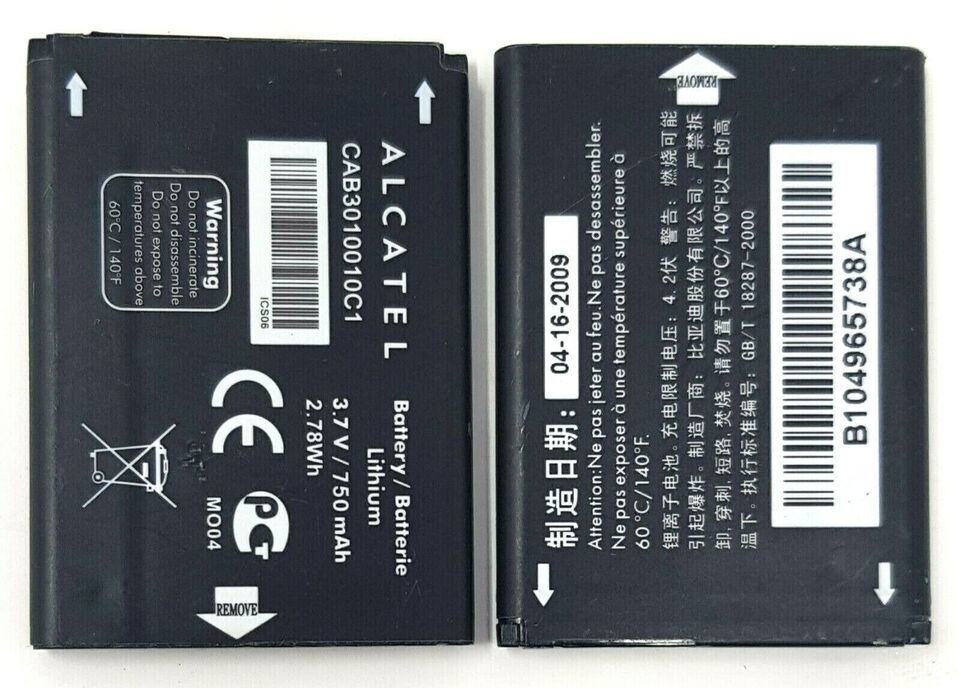 ALCATEL
CAB3010010C1
ICS06
Warning
Do not incinerate
Do not disassemble
Do not expose to
temperatures above
60°C / 140°F
Battery / Batterie
Lithium
3.7 V / 750 mAh
2.78Wh
CE
PCT
MO04
REMOVE
REMOVE
制造日期:
04-16-2009
Attention:Ne pas jeter au feu. Ne pas desassembler.
Ne pas exposer à une température supérieure à
60°C/140°F.
锂离子电池。充电限制电压: 4.2伏 警告: 燃烧可能
引起爆炸。制造厂商: 比亚迪股份有限公司。严禁拆
卸,穿刺,短路,焚烧。请勿置于60°C/140°F以上的高
温下。执行标准编号: GB/T 18287-2000
B104965738A